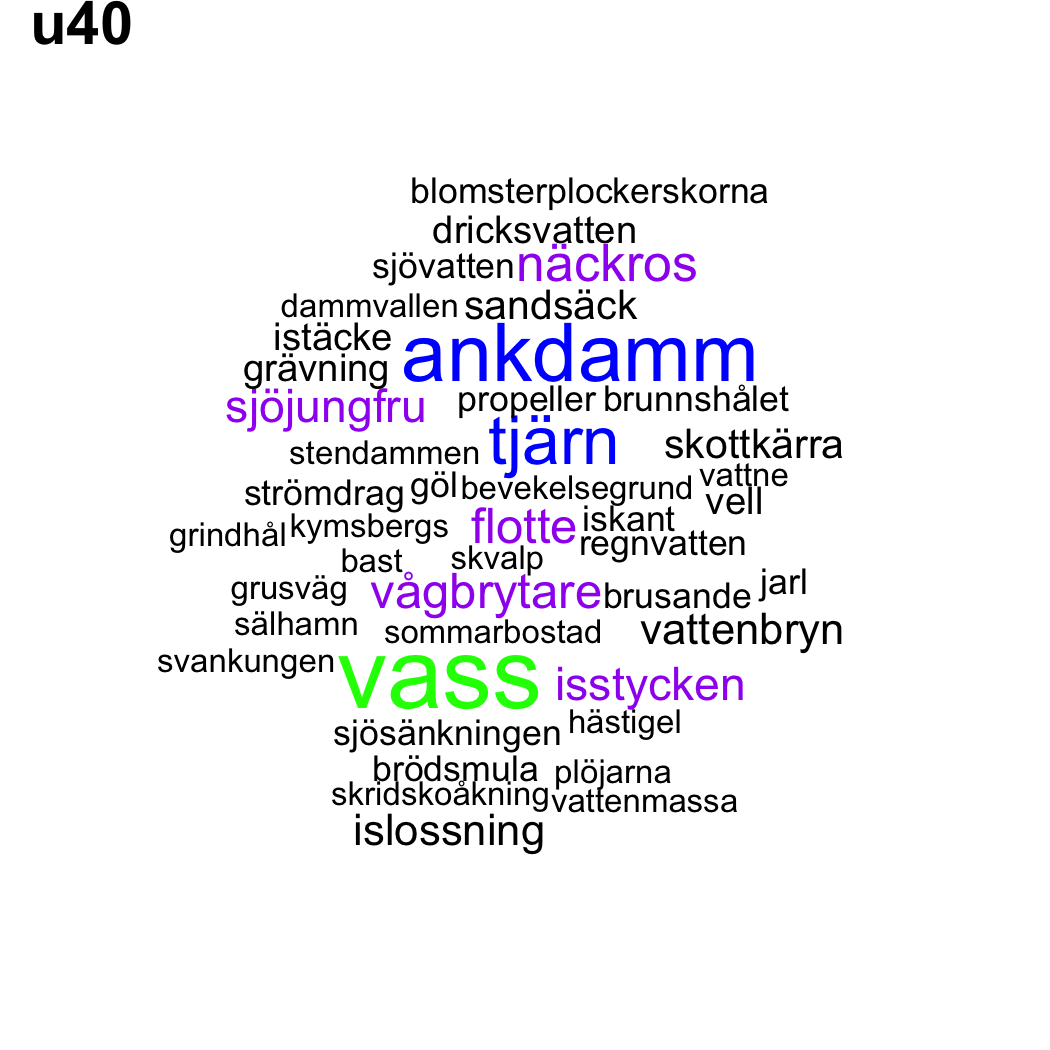 u40
blomsterplockerskorna
dricksvatten
sjövatten näckros
dammvallen sandsäck
istäcke ankdamm
grävning
sjöjungfru propeller brunnshålet
stendammen tjärn skottkärra
vattne
strömdrag göl bevekelsegrund vell
grindhål kymsbergs flotte iskant
regnvatten
bast skvalp
grusväg vågbrytare brusande jarl
sälhamn sommarbostad vattenbryn
svankungen vass isstycken
sjösänkningen hästigel
brödsmula plöjarna
skridskoåkning vattenmassa
islossning